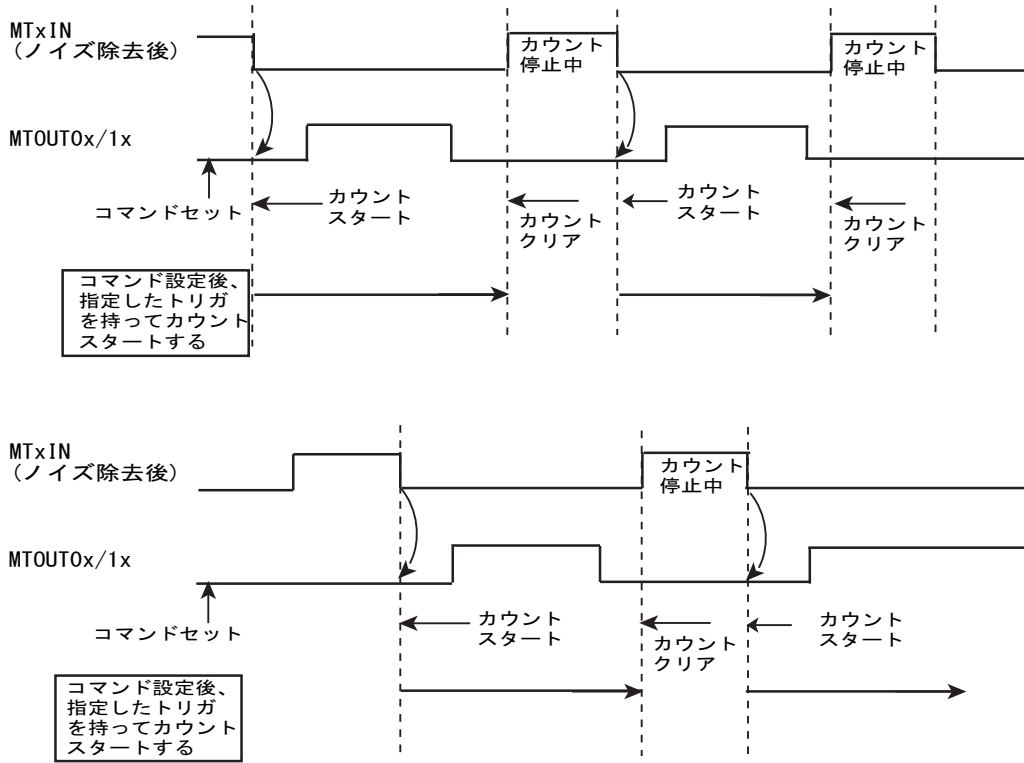 MTxIN
(ノイズ除去後)
カウント
停止中
カウント
停止中
MTOUT0x/1x
コマンドセット
カウント
スタート
カウント
クリア
カウント
スタート
カウント
クリア
コマンド設定後、
指定したトリガ
を持ってカウント
スタートする
MTxIN
(ノイズ除去後)
カウント
停止中
MTOUT0x/1x
コマンドセット
カウント
スタート
カウント
クリア
カウント
スタート
コマンド設定後、
指定したトリガ
を持ってカウント
スタートする